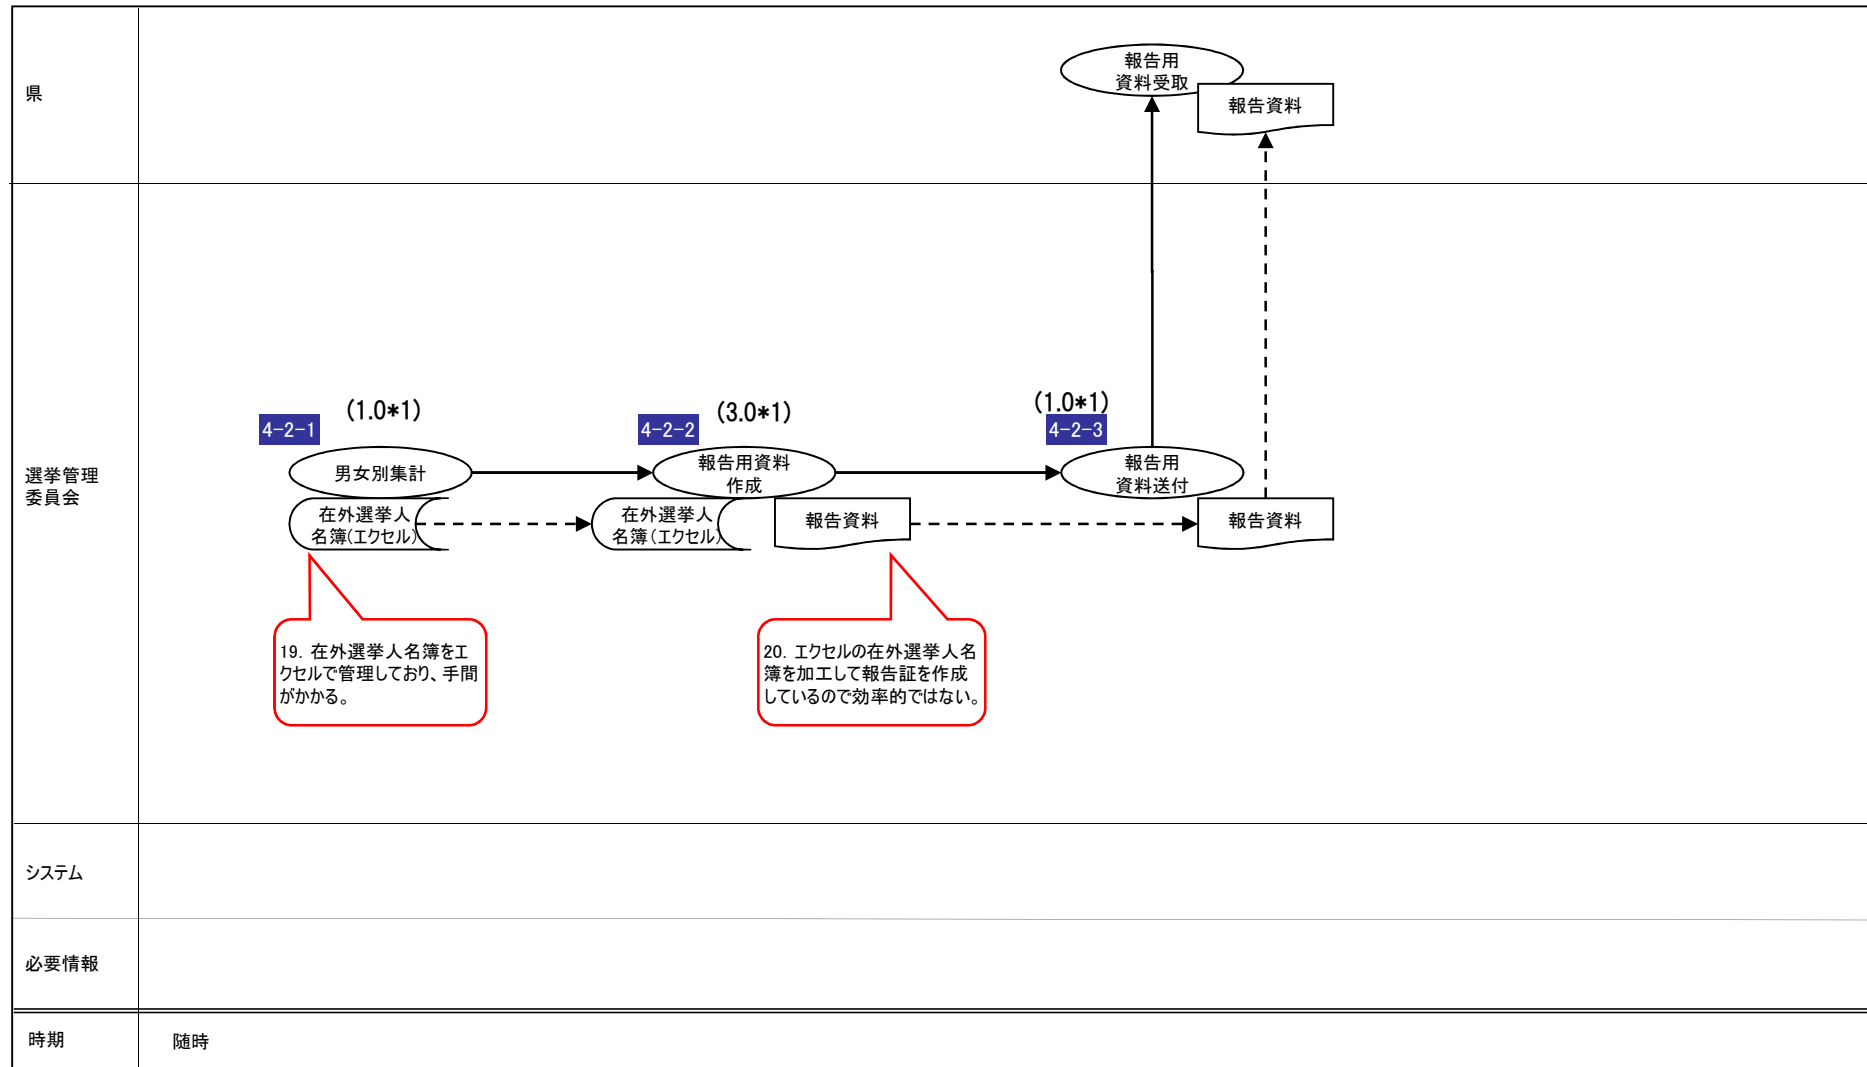 県
報告用
資料受取
報告資料
選挙管理
委員会
(1.0*1)
4-2-1
男女別集計
在外選挙人
名簿(エクセル)
(3.0*1)
4-2-2
報告用資料
作成
在外選挙人
名簿(エクセル)
報告資料
(1.0*1)
4-2-3
報告用
資料送付
報告資料
19. 在外選挙人名簿をエ
クセルで管理しており、手間
がかかる。
20. エクセルの在外選挙人名
簿を加工して報告証を作成
しているので効率的ではない。
システム
必要情報
時期
随時